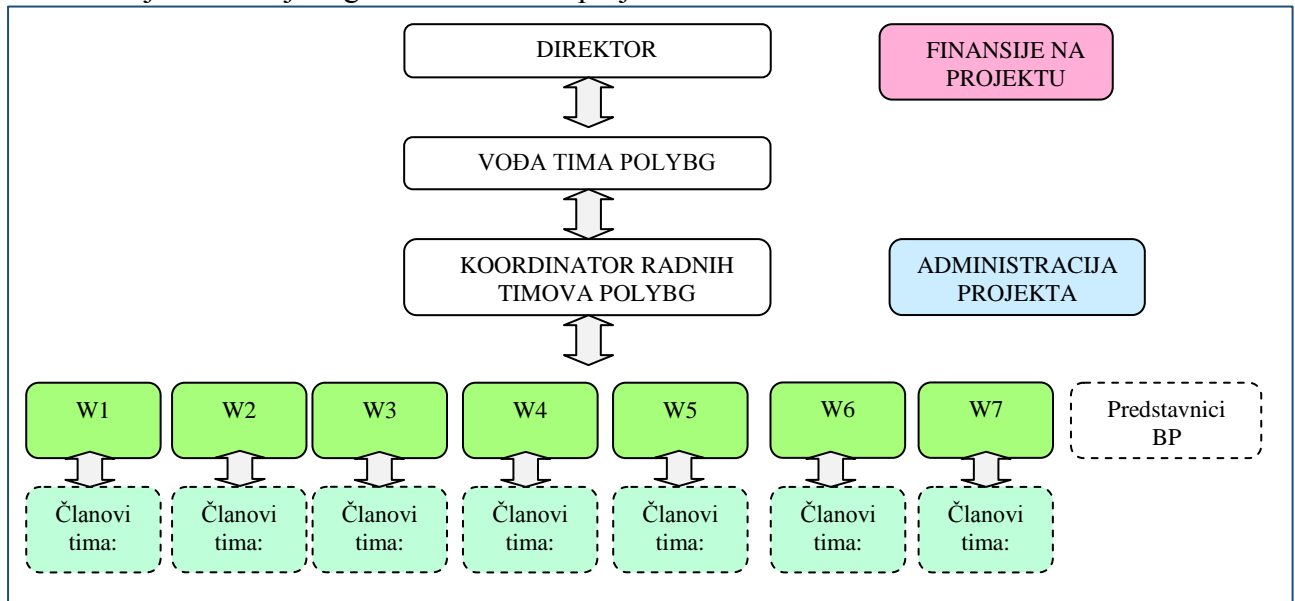 DIREKTOR
FINANSIJE NA
PROJEKTU
VOĐA TIMA POLYBG
KOORDINATOR RADNIH
TIMOVA POLYBG
ADMINISTRACIJA
PROJEKTA
W1
W2
W3
W4
W5
W6
W7
Predstavnici
BP
Članovi
tima:
Članovi
tima:
Članovi
tima:
Članovi
tima:
Članovi
tima:
Članovi
tima:
Članovi
tima: